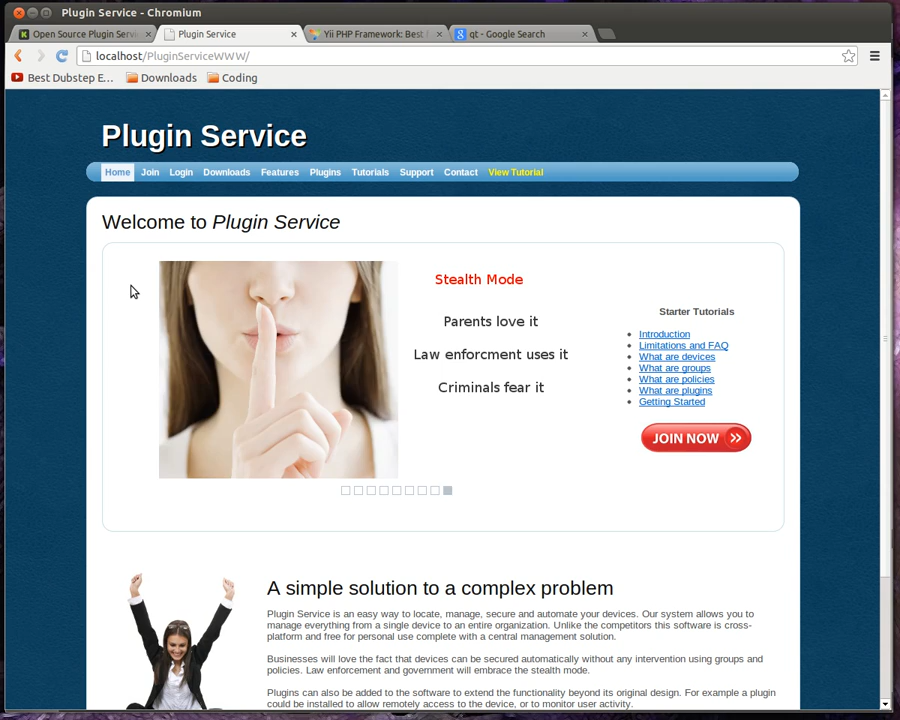 Plugin Service - Chromium
Open Source Plugin Servi
Plugin Service
Yii PHP Framework: Best
qt - Google Search
localhost/PluginServiceWWW/
Best Dubstep E... Downloads Coding
Plugin Service
Home Join Login Downloads Features Plugins Tutorials Support Contact View Tutorial
Welcome to Plugin Service
Stealth Mode
Parents love it
Law enforcment uses it
Criminals fear it
Starter Tutorials
Introduction
Limitations and FAQ
What are devices
What are groups
What are policies
What are plugins
Getting Started
JOIN NOW »
A simple solution to a complex problem
Plugin Service is an easy way to locate, manage, secure and automate your devices. Our system allows you to
manage everything from a single device to an entire organization. Unlike the competitors this software is cross-
platform and free for personal use complete with a central management solution.
Businesses will love the fact that devices can be secured automatically without any intervention using groups and
policies. Law enforcement and government will embrace the stealth mode.
Plugins can also be added to the software to extend the functionality beyond its original design. For example a plugin
could be installed to allow remotely access to the device, or to monitor user activity.